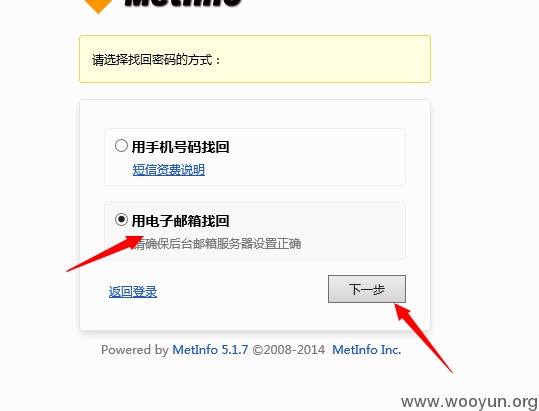 MetInfo
请选择找回密码的方式：
用手机号码找回
短信资费说明
用电子邮箱找回
请确保后台邮箱服务器设置正确
返回登录
下一步
Powered by MetInfo 5.1.7 ©2008-2014 MetInfo Inc.
www.wooyun.org